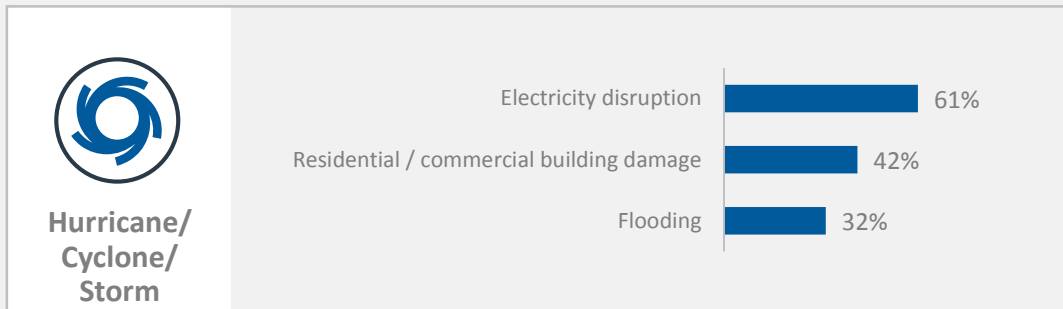 Hurricane/
Cyclone/
Storm
Electricity disruption 61%
Residential / commercial building damage 42%
Flooding 32%